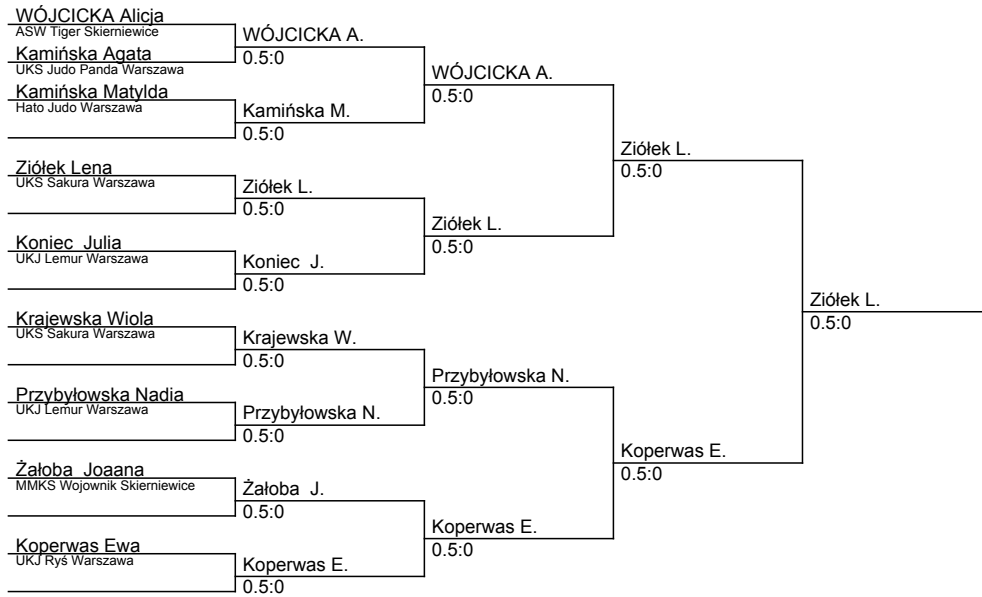 WÓJCICKA Alicja
ASW Tiger Skierniewice
Kamińska Agata
UKS Judo Panda Warszawa
Kamińska Matylda
Hato Judo Warszawa
Ziółek Lena
UKS Sakura Warszawa
Koniec  Julia
UKJ Lemur Warszawa
Krajewska Wiola
UKS Sakura Warszawa
Przybyłowska Nadia
UKJ Lemur Warszawa
Żałoba  Joaana
MMKS Wojownik Skierniewice
Koperwas Ewa
UKJ Ryś Warszawa
WÓJCICKA A.
0.5:0
Kamińska M.
0.5:0
Ziółek L.
0.5:0
Koniec  J.
0.5:0
Krajewska W.
0.5:0
Przybyłowska N.
0.5:0
Żałoba  J.
0.5:0
Koperwas E.
0.5:0
WÓJCICKA A.
0.5:0
Ziółek L.
0.5:0
Przybyłowska N.
0.5:0
Koperwas E.
0.5:0
Ziółek L.
0.5:0
Koperwas E.
0.5:0
Ziółek L.
0.5:0